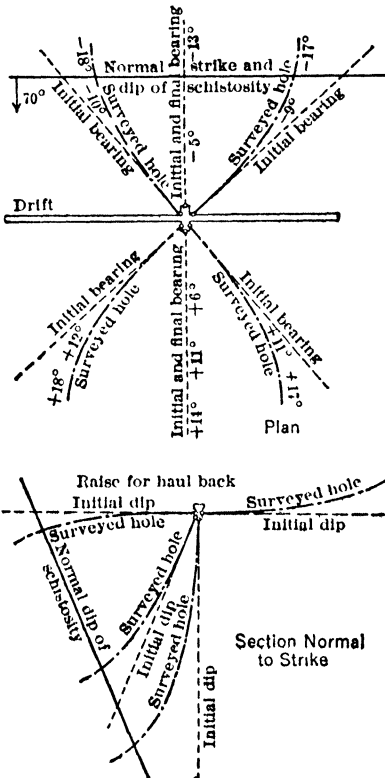 -18°
-13°
-17°
Normal strike and
dip of schistosity
70°
-10°
Surveyed hole
Initial bearing
Initial and final bearing
-5°
Surveyed hole
-9°
Initial bearing
Drift
Initial bearing
+12°
+18°
Surveyed hole
Initial and final bearing
+6°
+11°
+14°
Initial bearing
+11°
+17°
Surveyed hole
Plan
Raise for haul back
Initial dip
Surveyed hole
Surveyed hole
Initial dip
Normal dip of
schistosity
Surveyed hole
Initial dip
Surveyed hole
Initial dip
Section Normal
to Strike